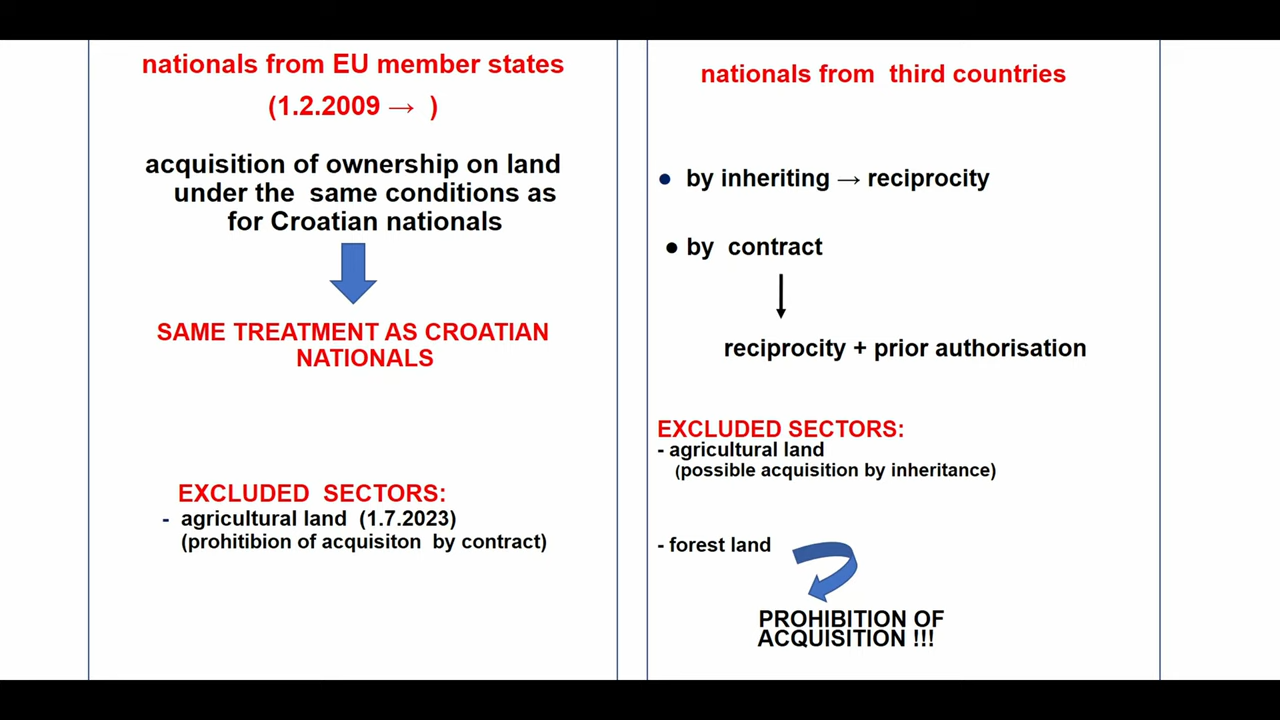 nationals from EU member states
(1.2.2009 → )
acquisition of ownership on land
under the same conditions as
for Croatian nationals
SAME TREATMENT AS CROATIAN
NATIONALS
EXCLUDED SECTORS:
- agricultural land (1.7.2023)
(prohitibion of acquisiton by contract)
nationals from third countries
● by inheriting → reciprocity
● by contract
reciprocity + prior authorisation
EXCLUDED SECTORS:
- agricultural land
(possible acquisition by inheritance)
- forest land
PROHIBITION OF
ACQUISITION !!!